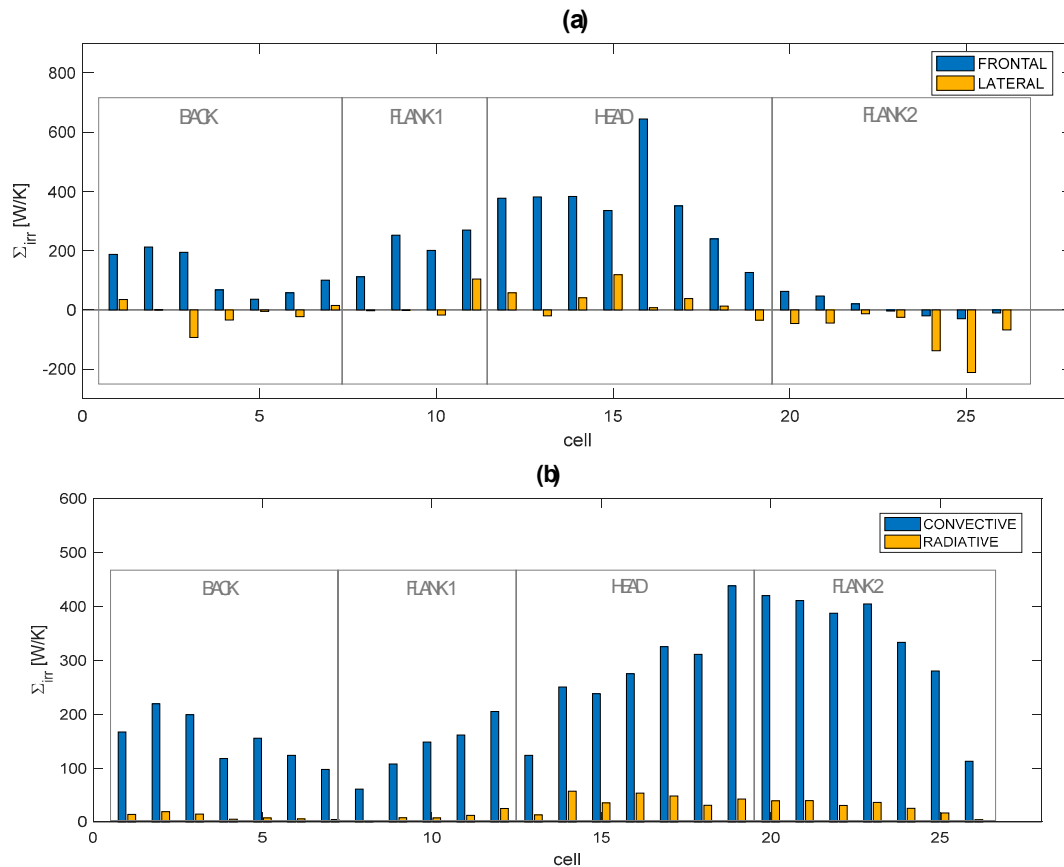 (a)
800
600
400
200
0
-200
Σirr [W/K]
FRONTAL
LATERAL
BACK
FLANK1
HEAD
FLANK2
0
5
10
15
20
25
cell
(b)
600
500
400
300
200
100
0
Σirr [W/K]
CONVECTIVE
RADIATIVE
BACK
FLANK1
HEAD
FLANK2
0
5
10
15
20
25
cell